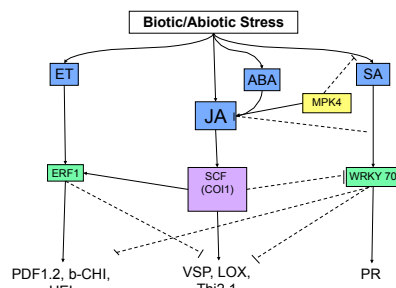 Biotic/Abiotic Stress
ET
ABA
SA
MPK4
JA
ERF1
SCF
(COI1)
WRKY 70
PDF1.2, b-CHI,
VSP, LOX,
PR